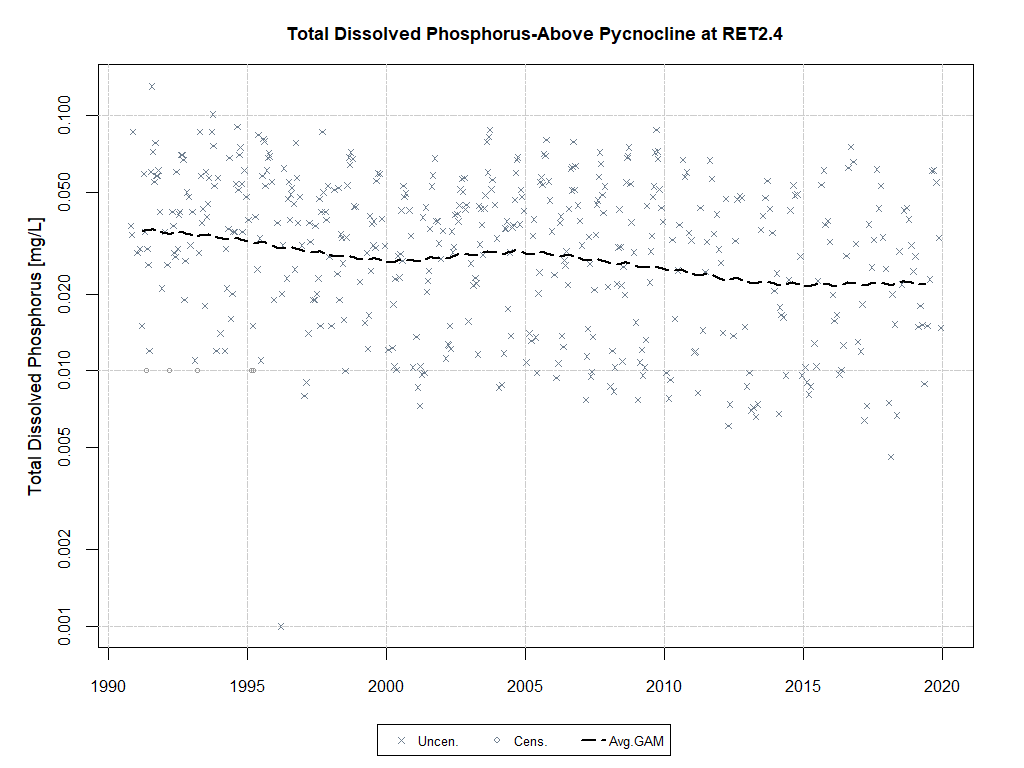 Total Dissolved Phosphorus-Above Pycnocline at RET2.4
Total Dissolved Phosphorus [mg/L]
0.100
0.050
0.020
0.010
0.005
0.002
0.001
1990 1995 2000 2005 2010 2015 2020
Uncen. Cens. Avg.GAM